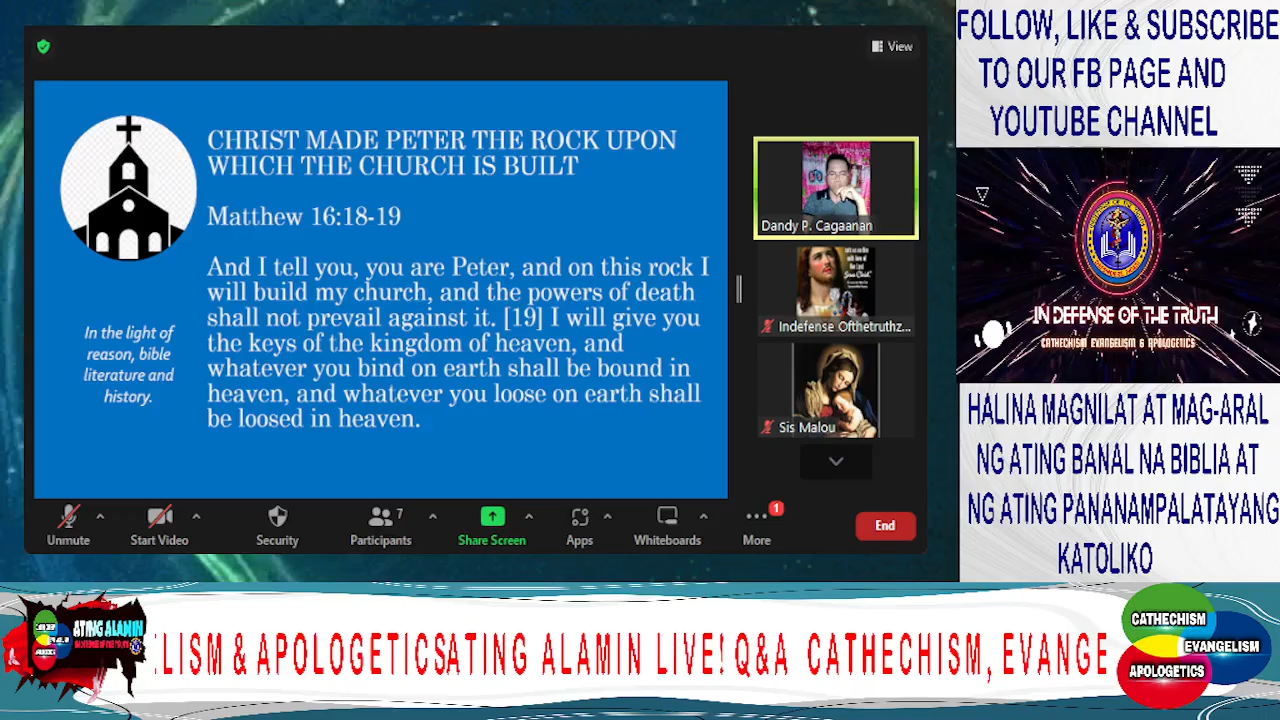 View
CHRIST MADE PETER THE ROCK UPON
WHICH THE CHURCH IS BUILT
Matthew 16:18-19
And I tell you, you are Peter, and on this rock I
will build my church, and the powers of death
shall not prevail against it. [19] I will give you
the keys of the kingdom of heaven, and
whatever you bind on earth shall be bound in
heaven, and whatever you loose on earth shall
be loosed in heaven.
In the light of
reason, bible
literature and
history.
Dandy P. Cagaanan
Indefense Ofthetruthz...
Sis Malou
Unmute
Start Video
Security
7
Participants
Share Screen
Apps
Whiteboards
1
More
End
FOLLOW, LIKE & SUBSCRIBE
TO OUR FB PAGE AND
YOUTUBE CHANNEL
IN DEFENSE OF THE TRUTH
CATHECHISM EVANGELISM & APOLOGETICS
HALINA MAGNILAT AT MAG-ARAL
NG ATING BANAL NA BIBLIA AT
NG ATING PANANAMPALATAYANG
KATOLIKO
ATING ALAMIN
IN DEFENSE OF THE TRUTH
LISM & APOLOGETICSATING ALAMIN LIVE! Q&A CATHECHISM, EVANGE
CATHECHISM
EVANGELISM
APOLOGETICS